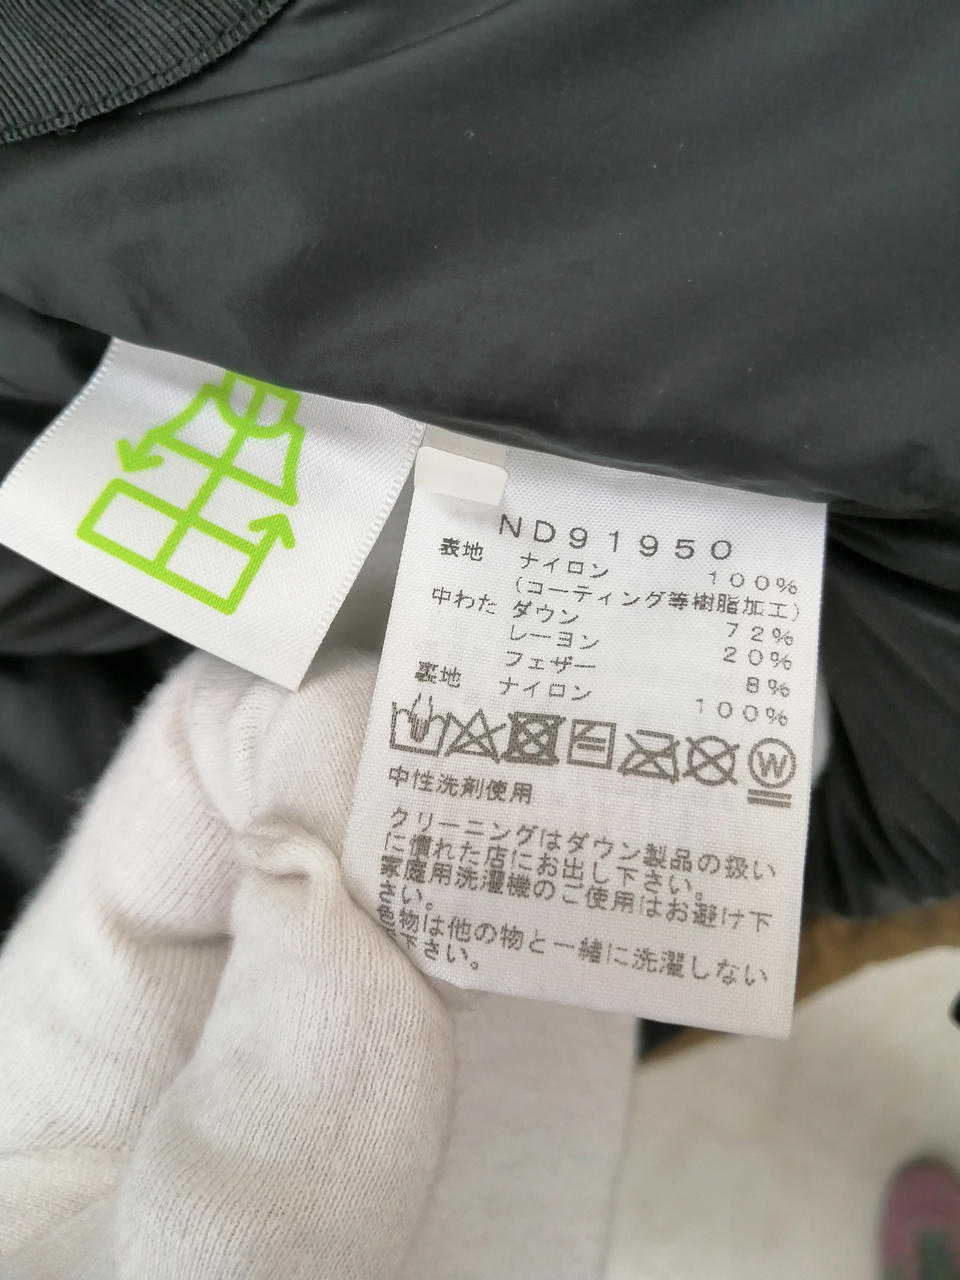 ND91950
表地 ナイロン 100%
(コーティング等樹脂加工)
中わた ダウン 72%
レーヨン 20%
フェザー 8%
裏地 ナイロン 100%
W
中性洗剤使用
クリーニングはダウン製品の扱い
に慣れた店にお出し下さい。
家庭用洗濯機のご使用はお避け下
さい。
色物は他の物と一緒に洗濯しない
下さい。